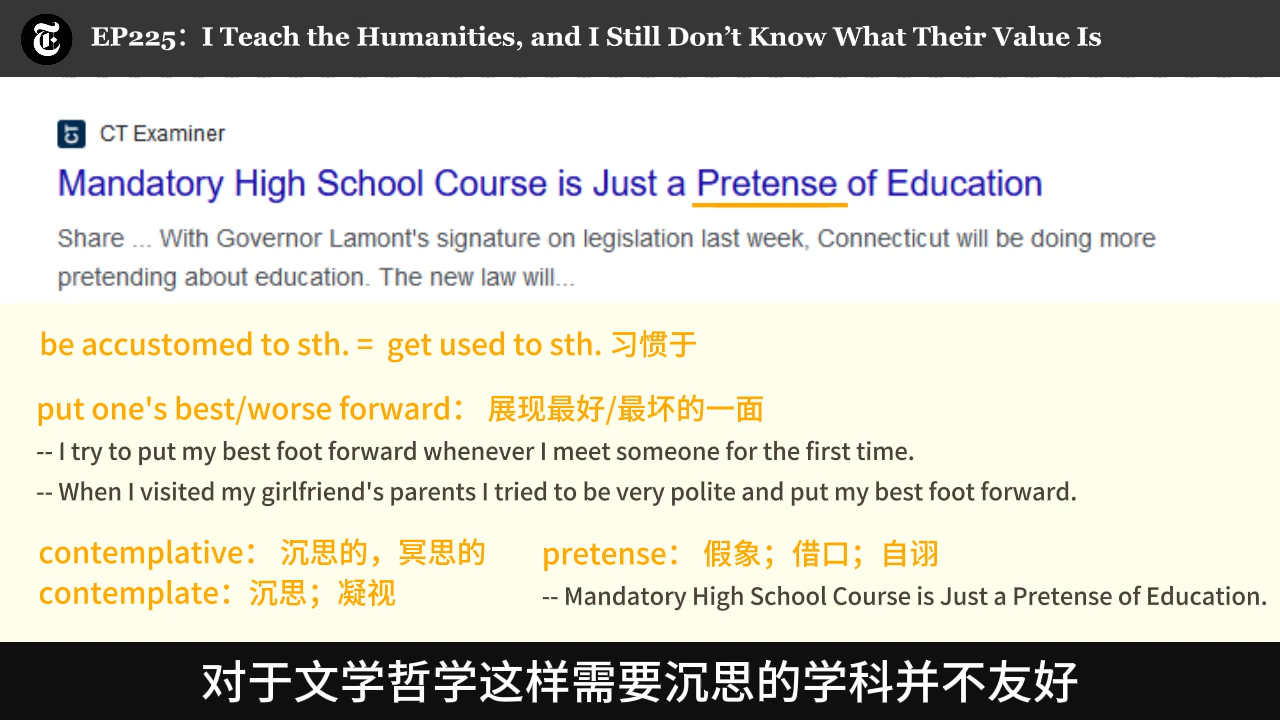 EP225：I Teach the Humanities, and I Still Don’t Know What Their Value Is
CT Examiner
Mandatory High School Course is Just a Pretense of Education
Share ... With Governor Lamont's signature on legislation last week, Connecticut will be doing more
pretending about education. The new law will...
be accustomed to sth. = get used to sth. 习惯于
put one's best/worse forward： 展现最好/最坏的一面
-- I try to put my best foot forward whenever I meet someone for the first time.
-- When I visited my girlfriend's parents I tried to be very polite and put my best foot forward.
contemplative： 沉思的，冥思的
contemplate：沉思；凝视
pretense： 假象；借口；自诩
-- Mandatory High School Course is Just a Pretense of Education.
对于文学哲学这样需要沉思的学科并不友好